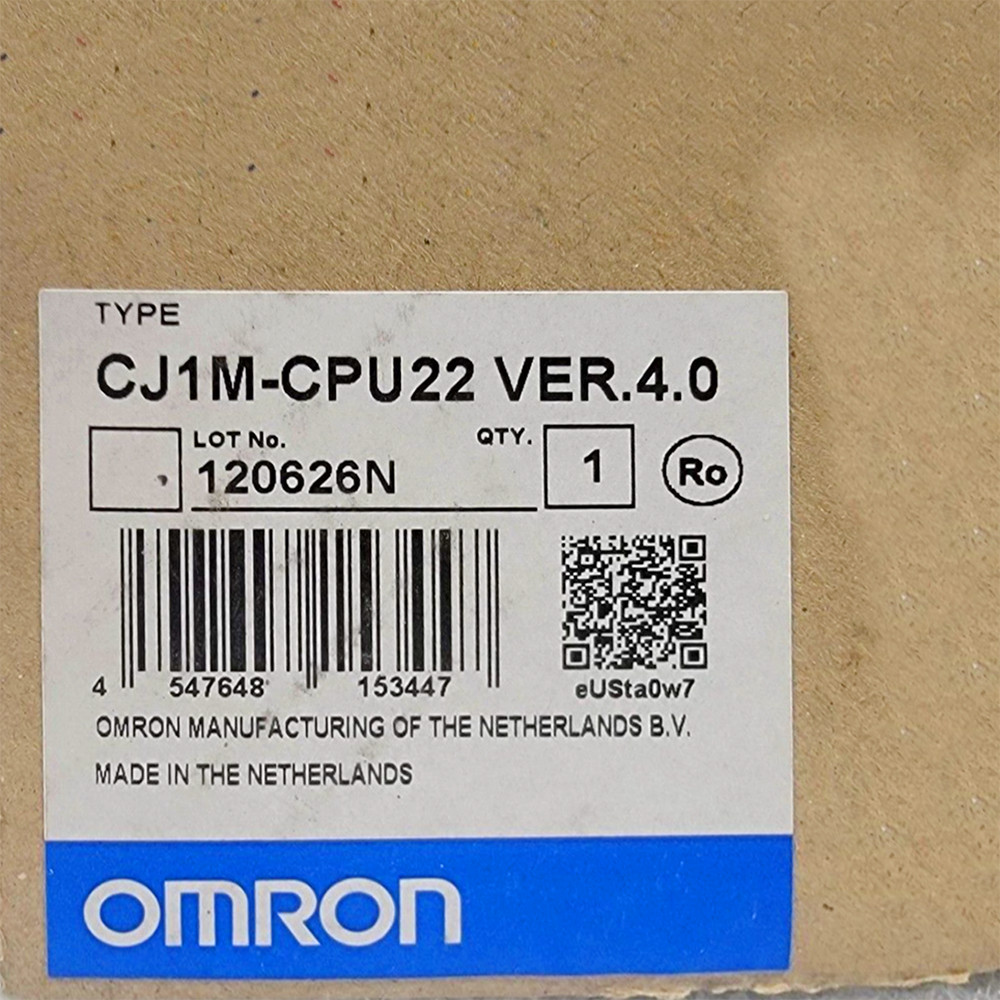 TYPE
CJ1M-CPU22 VER.4.0
LOT No. QTY.
120626N 1 Ro
4 547648 153447 eUSta0w7
OMRON MANUFACTURING OF THE NETHERLANDS B.V.
MADE IN THE NETHERLANDS
OMRON